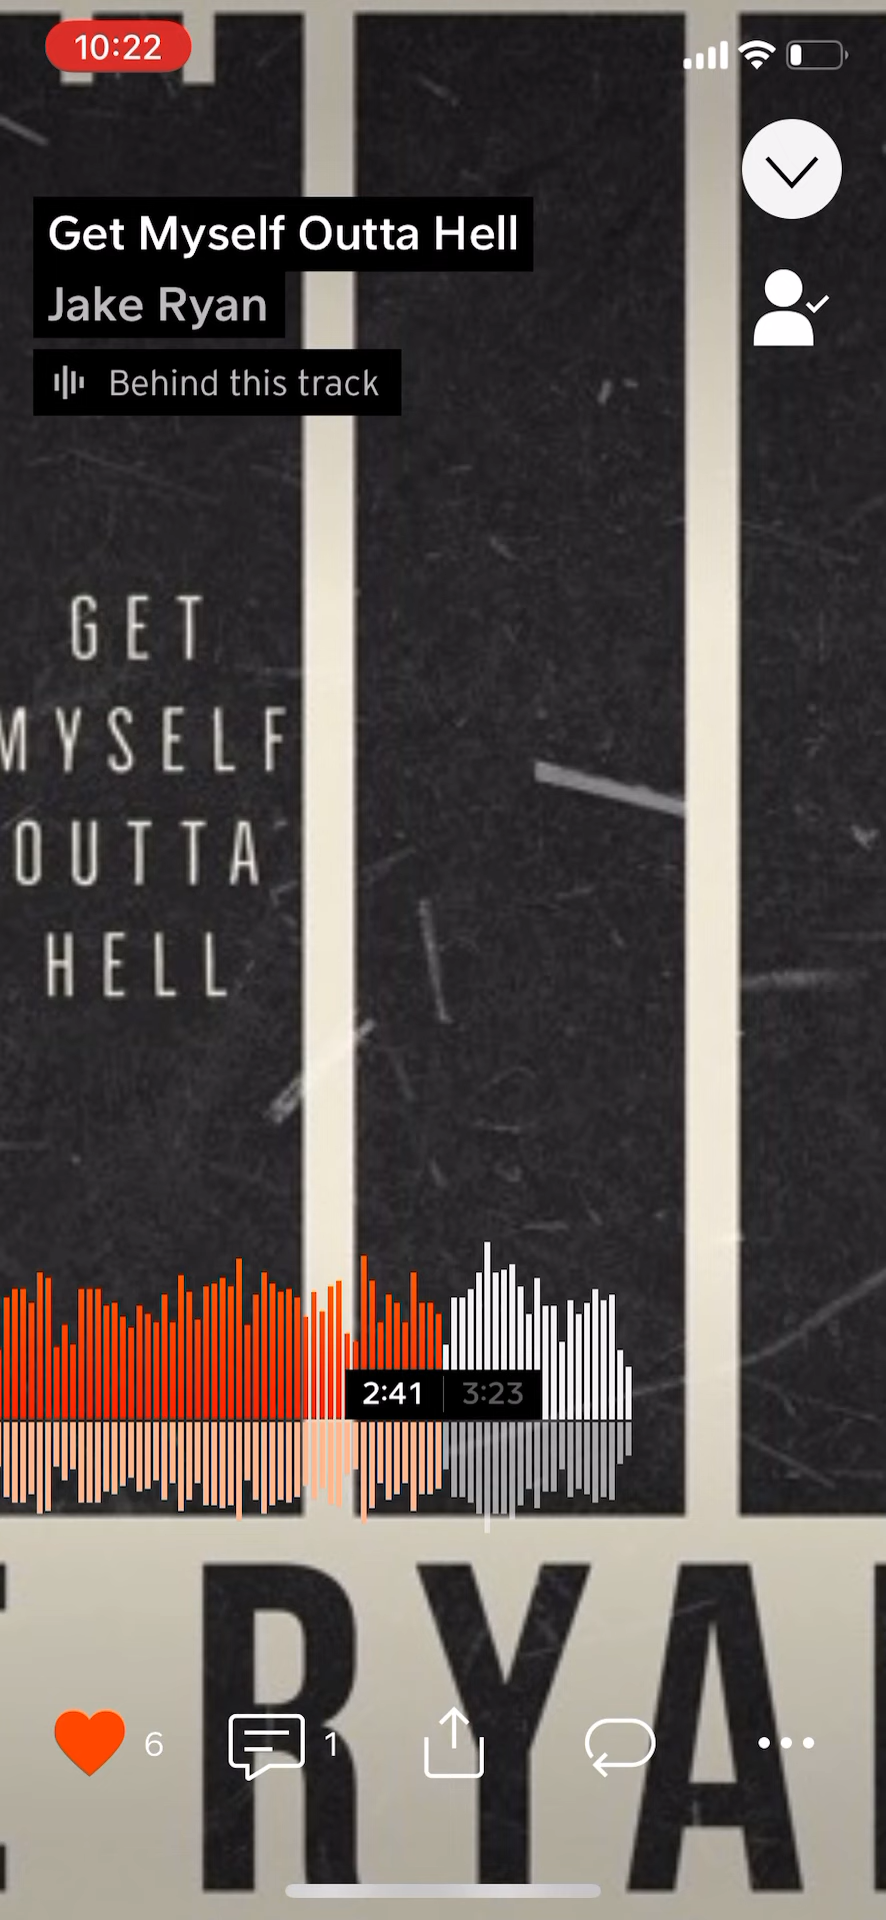 10:22
Get Myself Outta Hell
Jake Ryan
Behind this track
GET
MYSELF
OUTTA
HELL
2:41 3:23
RYA
6 1